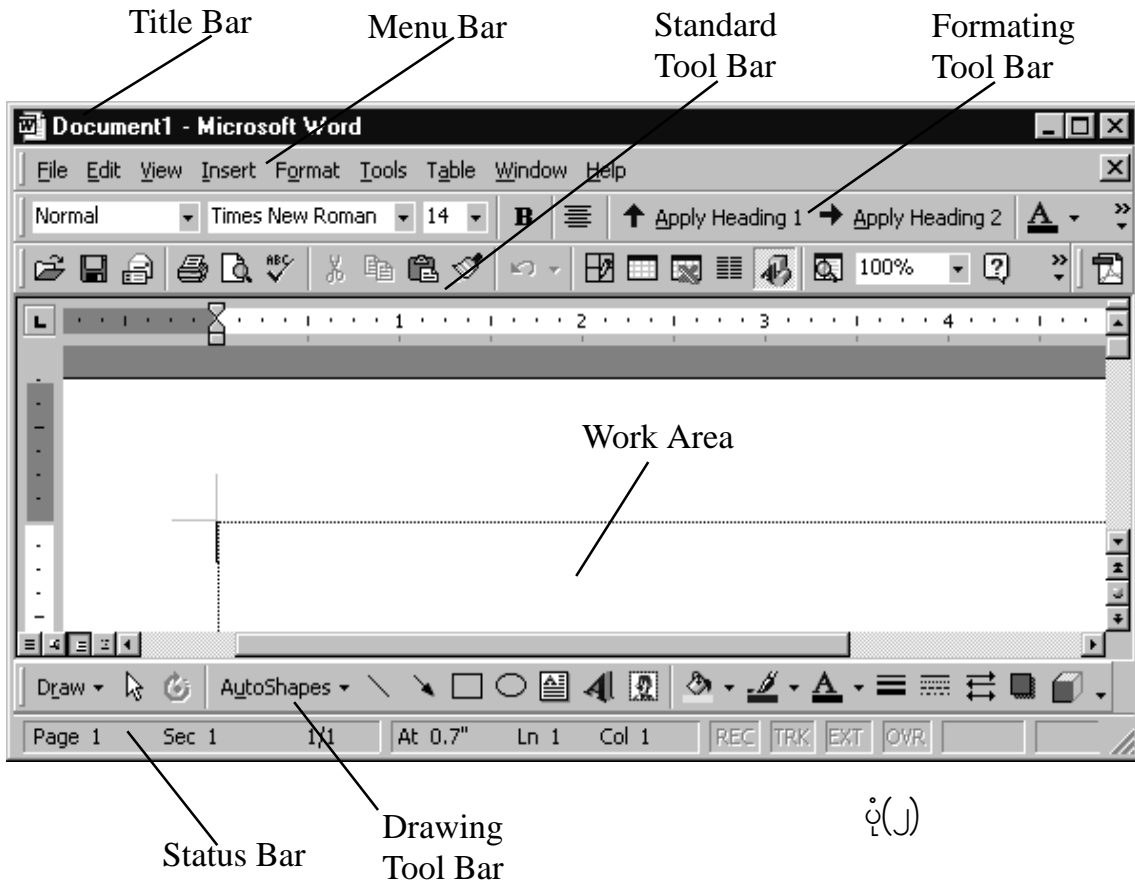 Title Bar
Menu Bar
Standard
Tool Bar
Formating
Tool Bar
Document1 - Microsoft Word
File Edit View Insert Format Tools Table Window Help
Normal Times New Roman 14 B Apply Heading 1 Apply Heading 2 A
ABC 100%
L 1 2 3 4
Work Area
Draw AutoShapes A A
Page 1 Sec 1 1/1 At 0.7" Ln 1 Col 1 REC TRK EXT OVR
Status Bar
Drawing
Tool Bar
ပုံ(၂)